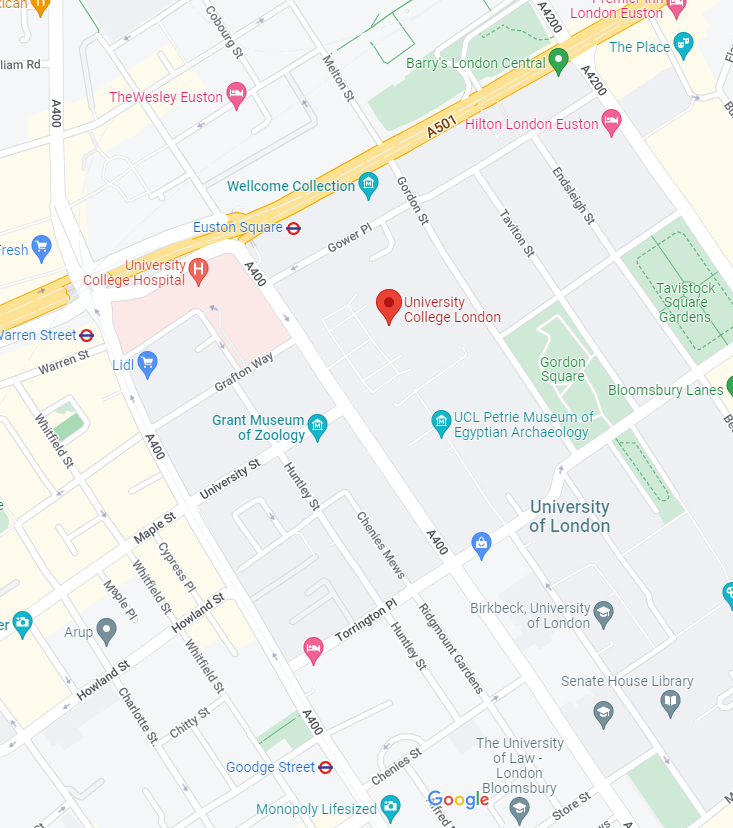 Premier Inn
London Euston
A4200
Cobourg St
The Place
Barry's London Central
Melton St
A4200
TheWesley Euston
A400
A501
Hilton London Euston
Wellcome Collection
Gordon St
Endsleigh St
Taviton St
Euston Square
Gower Pl
Fresh
University
College Hospital
A400
Tavistock
Square
Gardens
University
College London
Warren Street
Warren St
Lidl
Grafton Way
Gordon
Square
Bloomsbury Lanes
Grant Museum
of Zoology
UCL Petrie Museum of
Egyptian Archaeology
Whitfield St
A400
University St
Huntley St
Maple St
Chenies Mews
A400
University
of London
Cypress Pl
Whitfield St
Maple Pl
Howland St
Torrington Pl
Arup
Birkbeck, University
of London
Ridgmount Gardens
Huntley St
Whitfield St
Howland St
Senate House Library
Charlotte St.
Chitty St
A400
The University
of Law -
London
Bloomsbury
Goodge Street
Chenies St
Google
Store St
Monopoly Lifesized